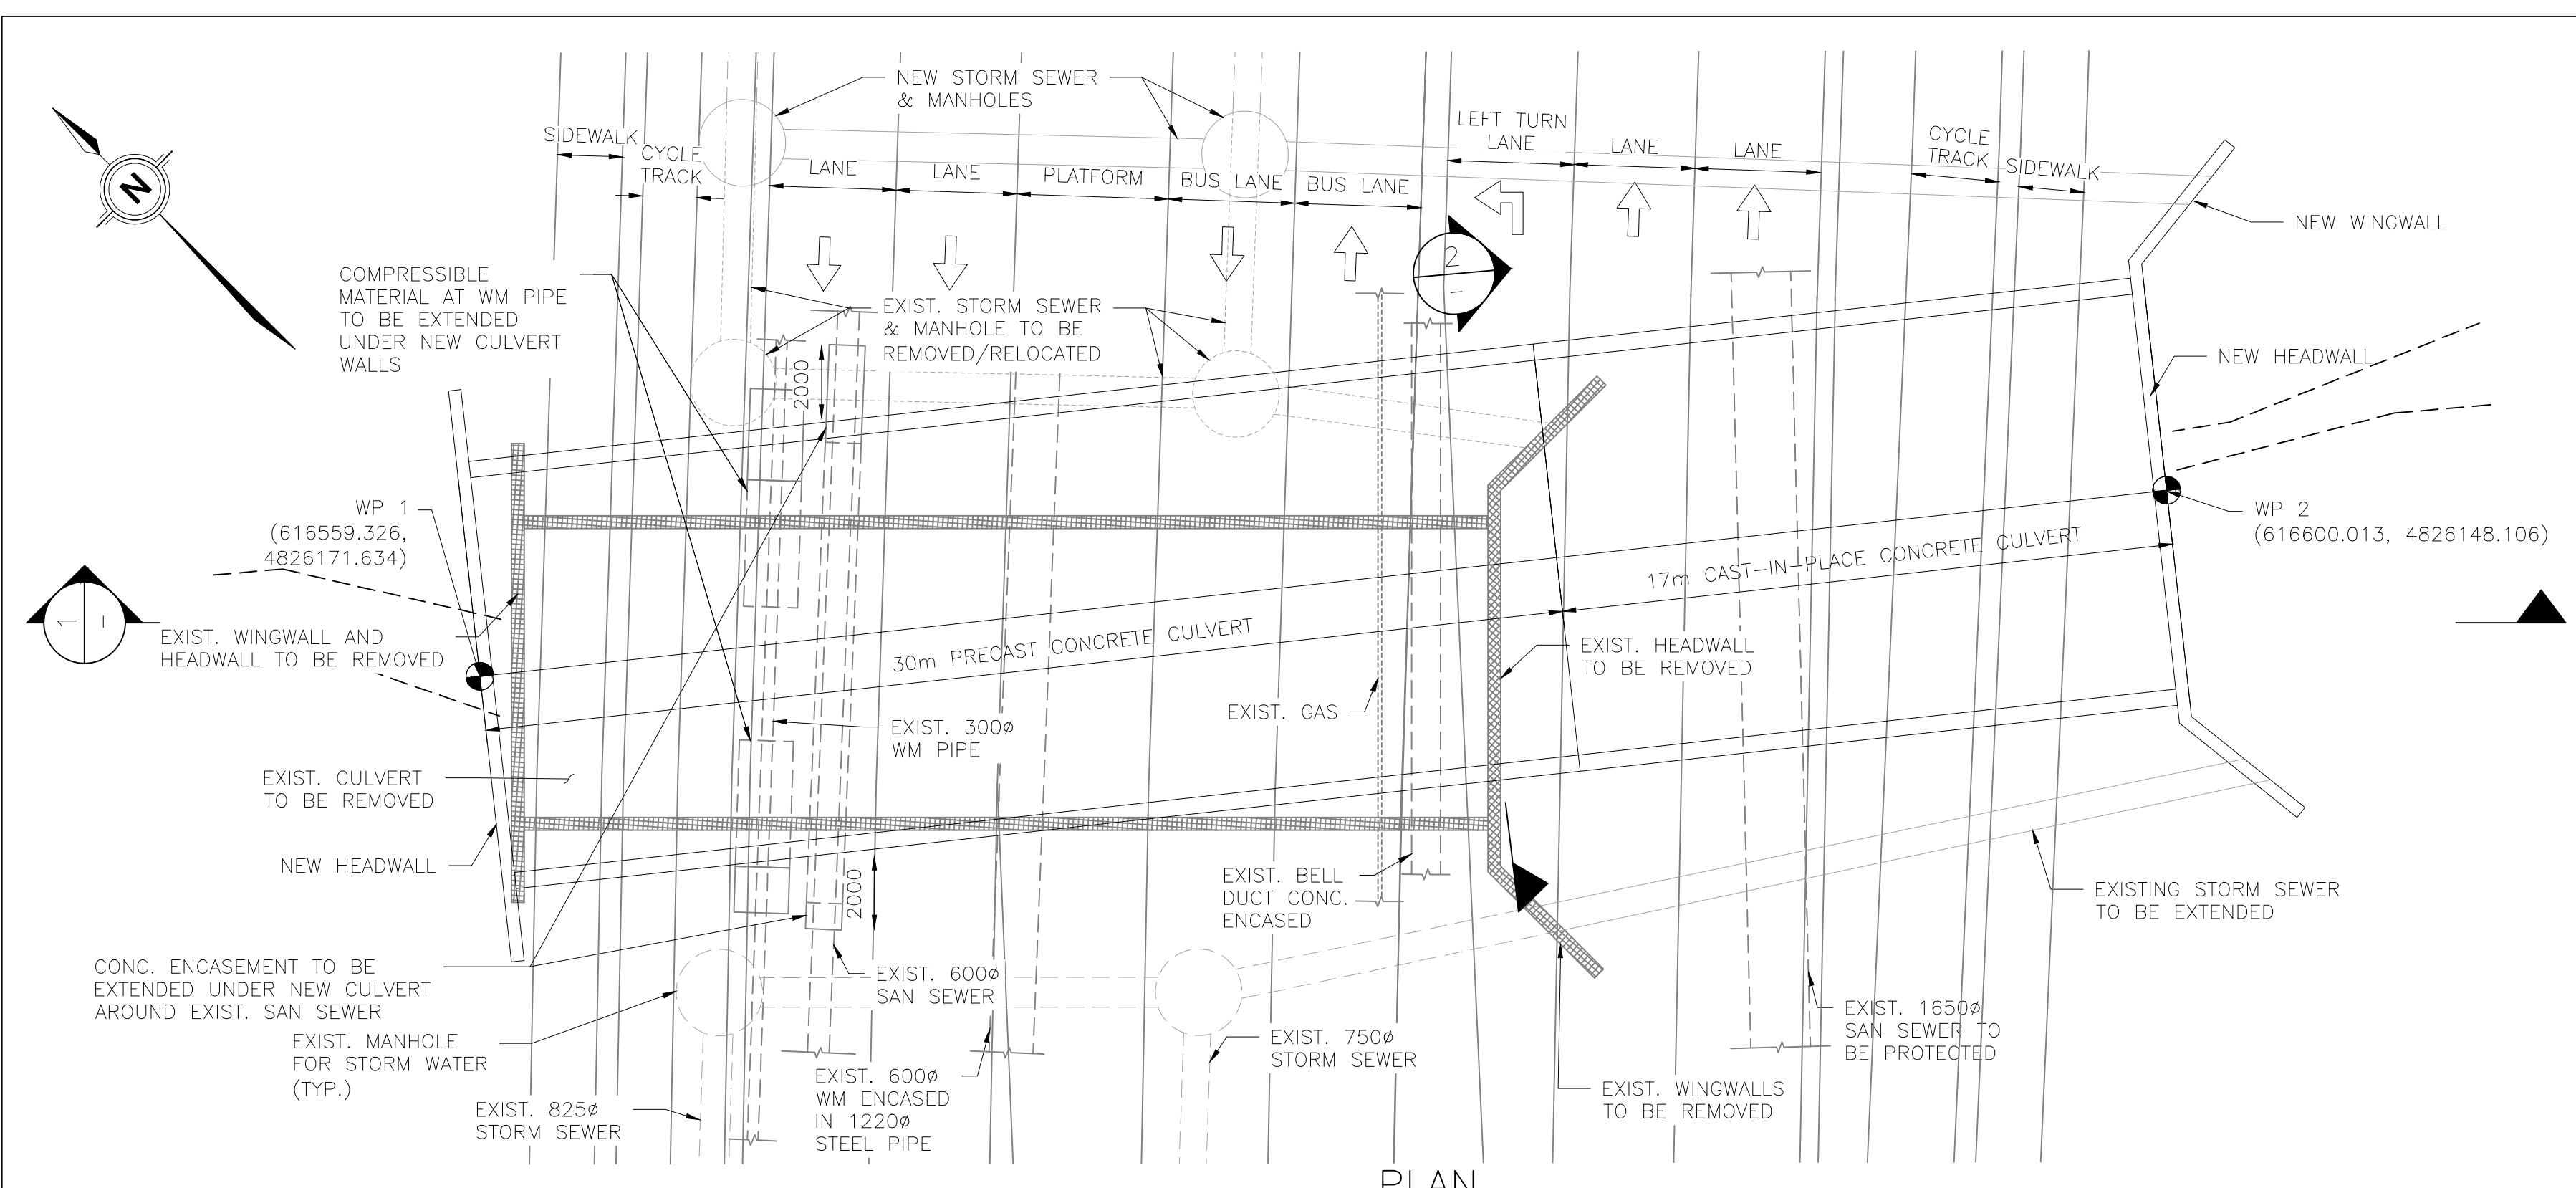 NEW STORM SEWER
& MANHOLES
SIDEWALK
CYCLE
TRACK
LANE
LANE
PLATFORM
BUS LANE
BUS LANE
LEFT TURN
LANE
LANE
LANE
CYCLE
TRACK
SIDEWALK
N
NEW WINGWALL
COMPRESSIBLE
MATERIAL AT WM PIPE
TO BE EXTENDED
UNDER NEW CULVERT
WALLS
EXIST. STORM SEWER
& MANHOLE TO BE
REMOVED/RELOCATED
2
–
2000
NEW HEADWALL
WP 1
(616559.326,
4826171.634)
WP 2
(616600.013, 4826148.106)
17m CAST-IN-PLACE CONCRETE CULVERT
30m PRECAST CONCRETE CULVERT
1
–
EXIST. WINGWALL AND
HEADWALL TO BE REMOVED
EXIST. HEADWALL
TO BE REMOVED
EXIST. GAS
EXIST. 300ø
WM PIPE
EXIST. CULVERT
TO BE REMOVED
NEW HEADWALL
2000
EXIST. BELL
DUCT CONC.
ENCASED
EXISTING STORM SEWER
TO BE EXTENDED
CONC. ENCASEMENT TO BE
EXTENDED UNDER NEW CULVERT
AROUND EXIST. SAN SEWER
EXIST. 600ø
SAN SEWER
EXIST. 1650ø
SAN SEWER TO
BE PROTECTED
EXIST. MANHOLE
FOR STORM WATER
(TYP.)
EXIST. 750ø
STORM SEWER
EXIST. 600ø
WM ENCASED
IN 1220ø
STEEL PIPE
EXIST. WINGWALLS
TO BE REMOVED
EXIST. 825ø
STORM SEWER
PLAN